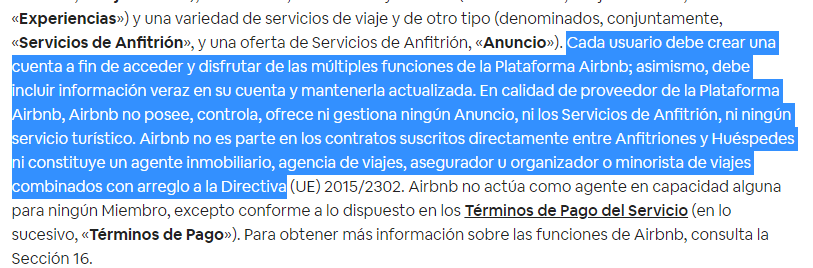 «Experiencias») y una variedad de servicios de viaje y de otro tipo (denominados, conjuntamente,
«Servicios de Anfitrión», y una oferta de Servicios de Anfitrión, «Anuncio»). Cada usuario debe crear una
cuenta a fin de acceder y disfrutar de las múltiples funciones de la Plataforma Airbnb; asimismo, debe
incluir información veraz en su cuenta y mantenerla actualizada. En calidad de proveedor de la Plataforma
Airbnb, Airbnb no posee, controla, ofrece ni gestiona ningún Anuncio, ni los Servicios de Anfitrión, ni ningún
servicio turístico. Airbnb no es parte en los contratos suscritos directamente entre Anfitriones y Huéspedes
ni constituye un agente inmobiliario, agencia de viajes, asegurador u organizador o minorista de viajes
combinados con arreglo a la Directiva (UE) 2015/2302. Airbnb no actúa como agente en capacidad alguna
para ningún Miembro, excepto conforme a lo dispuesto en los Términos de Pago del Servicio (en lo
sucesivo, «Términos de Pago»). Para obtener más información sobre las funciones de Airbnb, consulta la
Sección 16.